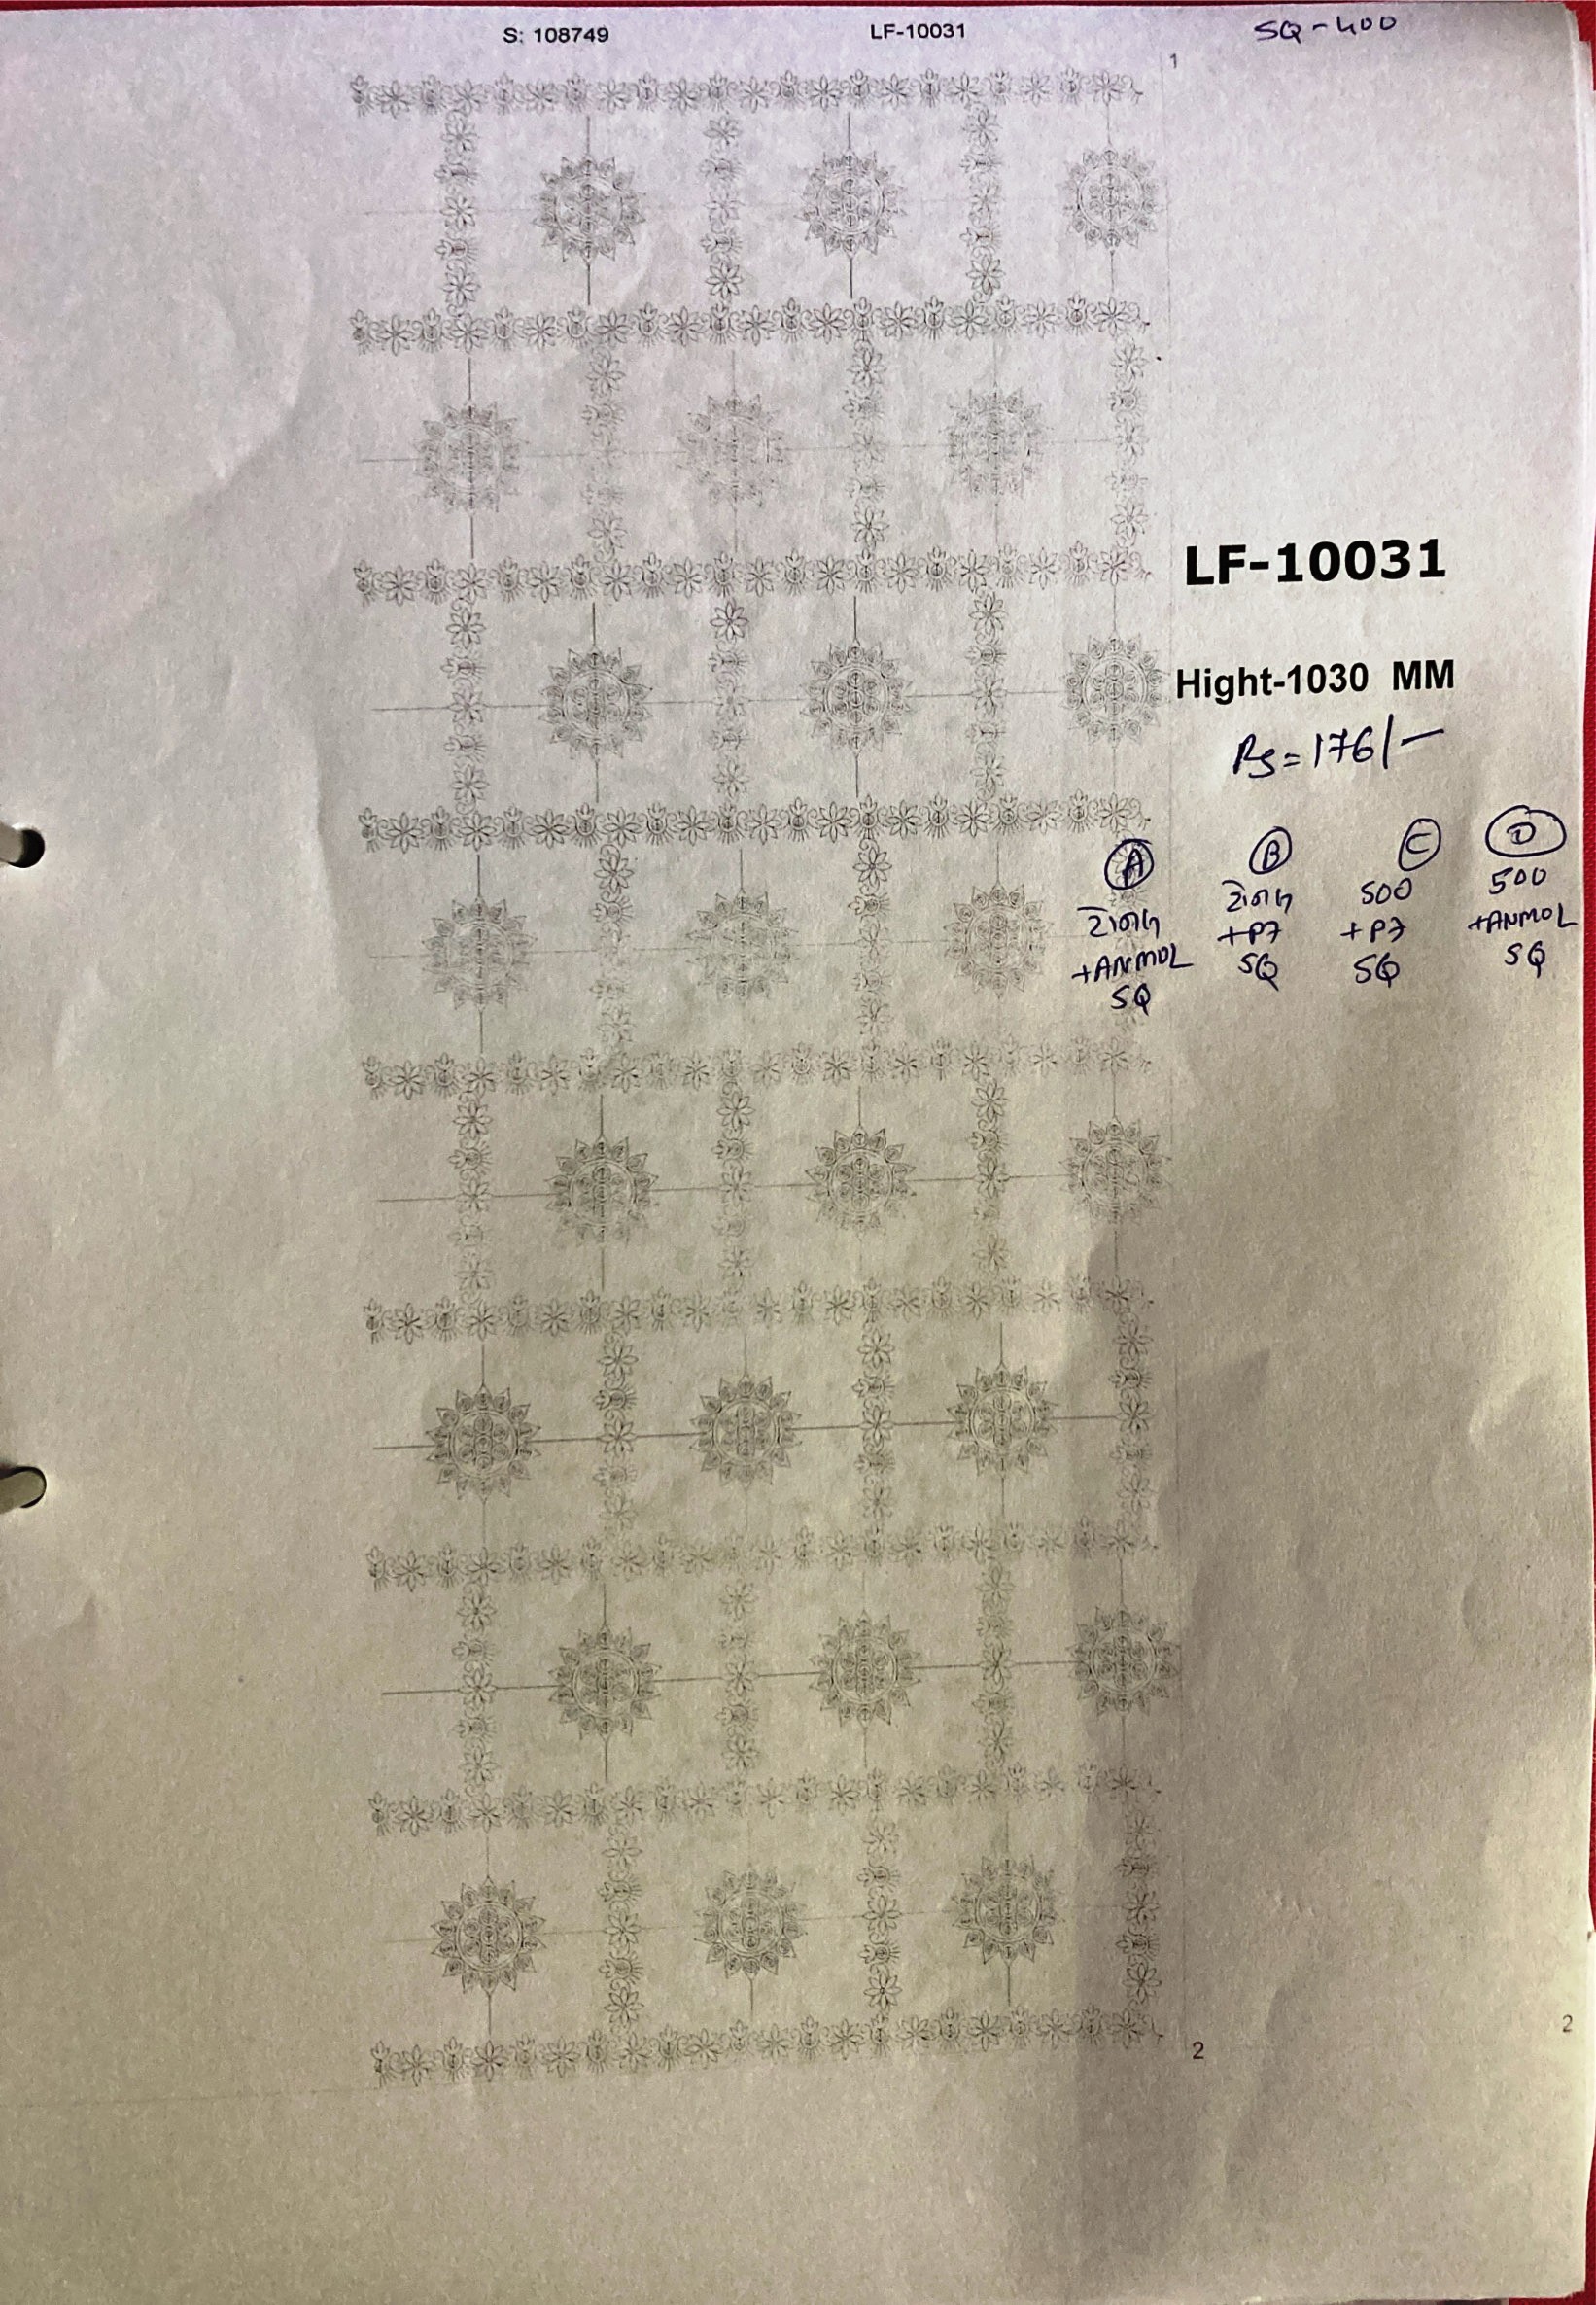 S: 108749
LF-10031
SQ-400
1
LF-10031
Hight-1030 MM
Rs=176/-
A
+ANMOL
SQ
B
+P7
SQ
C
500
+P7
SQ
D
500
+ANMOL
SQ
2
2